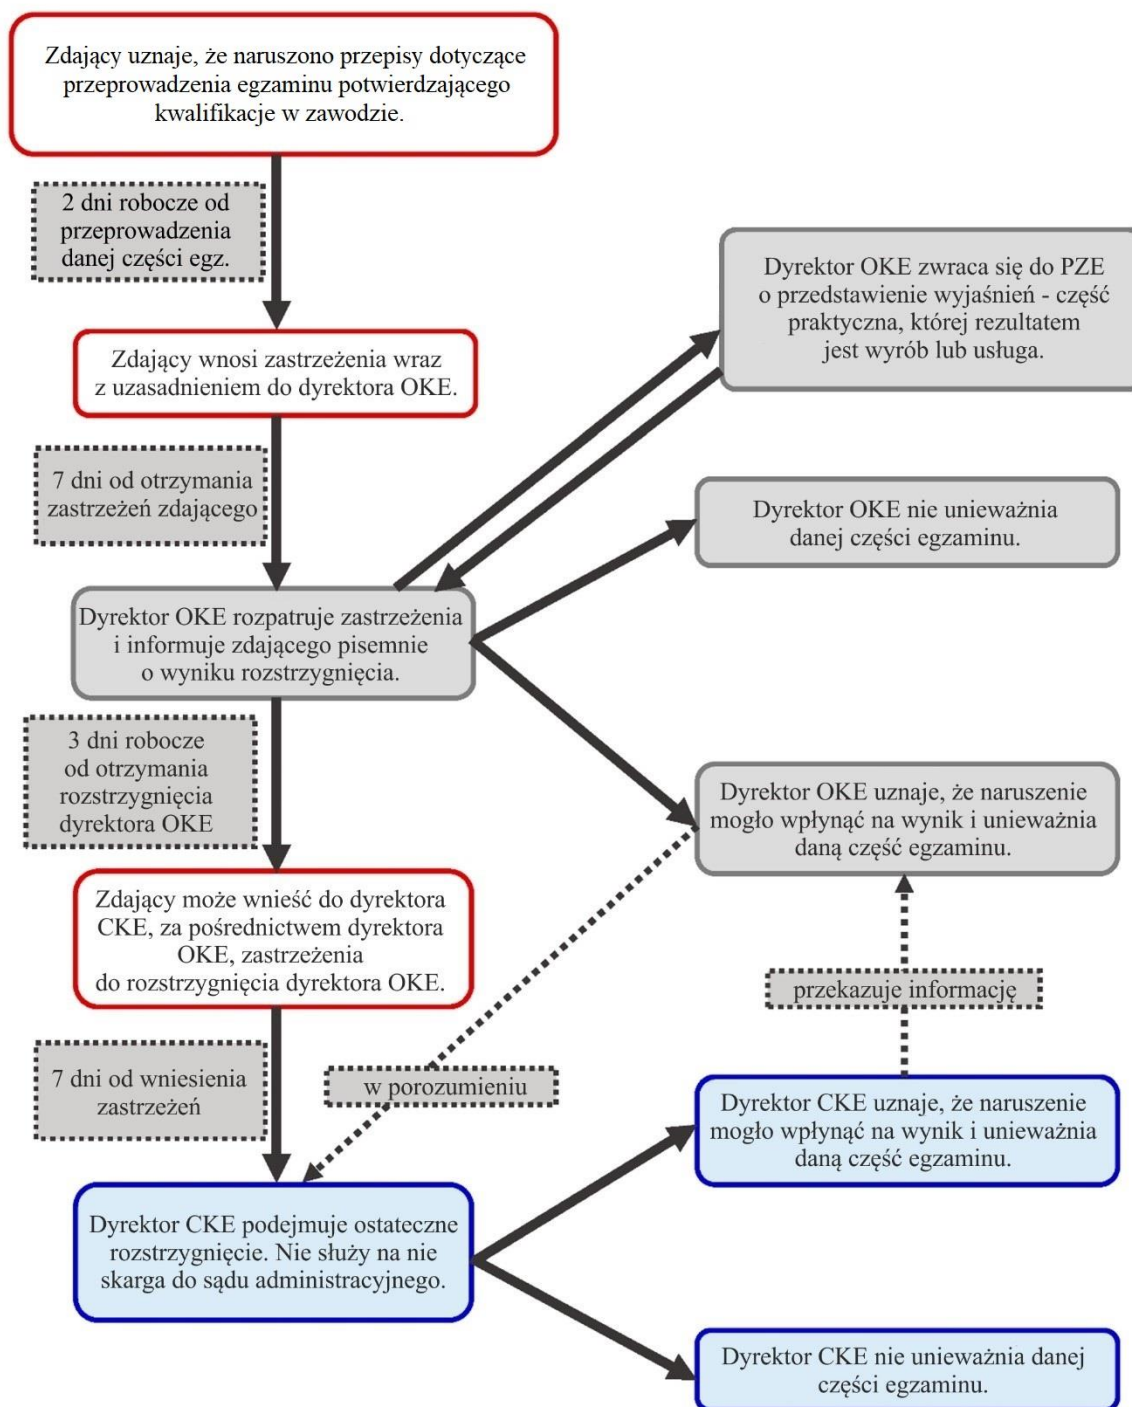 Zdający uznaje, że naruszono przepisy dotyczące
przeprowadzenia egzaminu potwierdzającego
kwalifikacje w zawodzie.
2 dni robocze od
przeprowadzenia
danej części egz.
Dyrektor OKE zwraca się do PZE
o przedstawienie wyjaśnień - część
praktyczna, której rezultatem
jest wyrób lub usługa.
Zdający wnosi zastrzeżenia wraz
z uzasadnieniem do dyrektora OKE.
7 dni od otrzymania
zastrzeżeń zdającego
Dyrektor OKE nie unieważnia
danej części egzaminu.
Dyrektor OKE rozpatruje zastrzeżenia
i informuje zdającego pisemnie
o wyniku rozstrzygnięcia.
3 dni robocze
od otrzymania
rozstrzygnięcia
dyrektora OKE
Dyrektor OKE uznaje, że naruszenie
mogło wpłynąć na wynik i unieważnia
daną część egzaminu.
Zdający może wnieść do dyrektora
CKE, za pośrednictwem dyrektora
OKE, zastrzeżenia
do rozstrzygnięcia dyrektora OKE.
przekazuje informację
7 dni od wniesienia
zastrzeżeń
w porozumieniu
Dyrektor CKE uznaje, że naruszenie
mogło wpłynąć na wynik i unieważnia
daną część egzaminu.
Dyrektor CKE podejmuje ostateczne
rozstrzygnięcie. Nie służy na nie
skarga do sądu administracyjnego.
Dyrektor CKE nie unieważnia danej
części egzaminu.